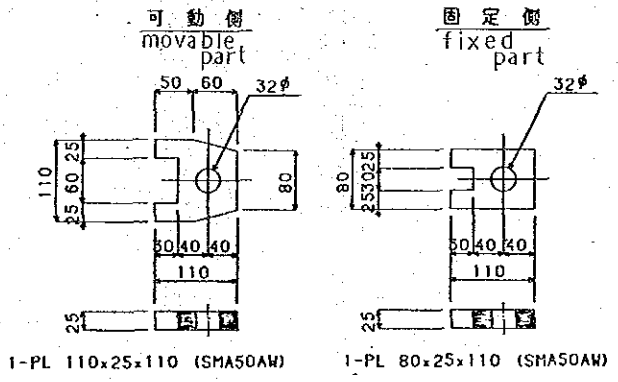 可動側
movable
part
50 60
32φ
25
110
60
25
80
30 40 40
110
25
1-PL 110x25x110 (SMA50AW)
固定側
fixed
part
32φ
80
25
30
25
30 40 40
110
25
1-PL 80x25x110 (SMA50AW)